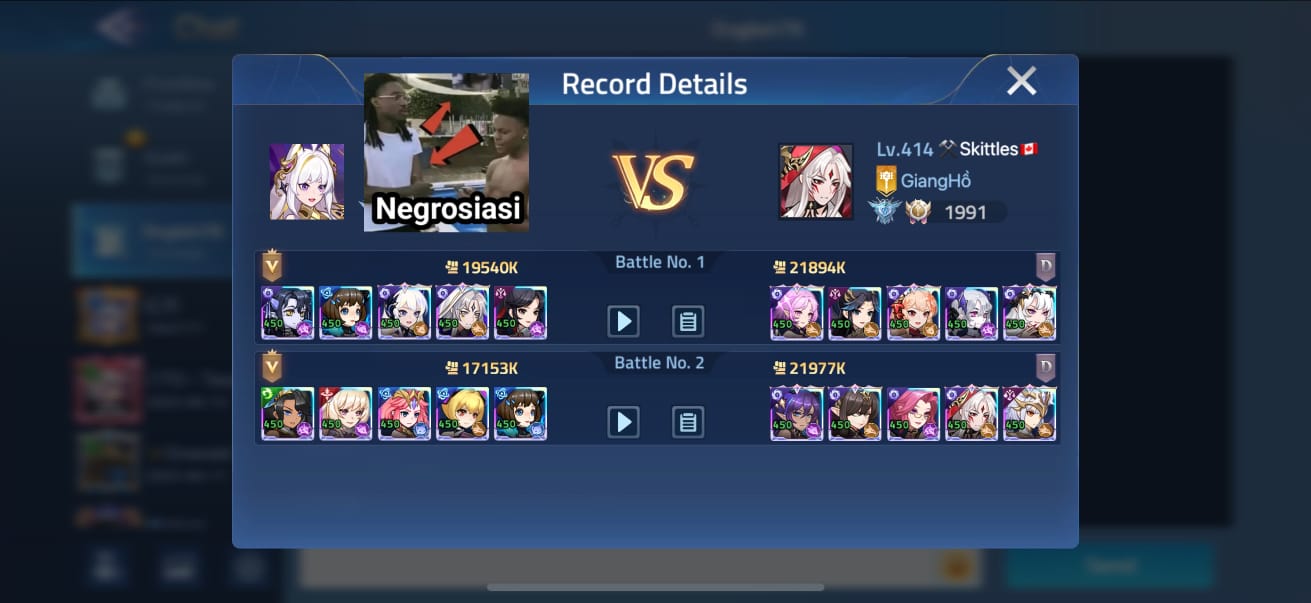 Chat
Record Details
Negrosiasi
VS
Lv.414 Skittles
GiangHồ
1991
V
19540K
Battle No. 1
21894K
D
450 450 450 450 450
450 450 450 450 450
V
17153K
Battle No. 2
21977K
D
450 450 450 450 450
450 450 450 450 450
Send